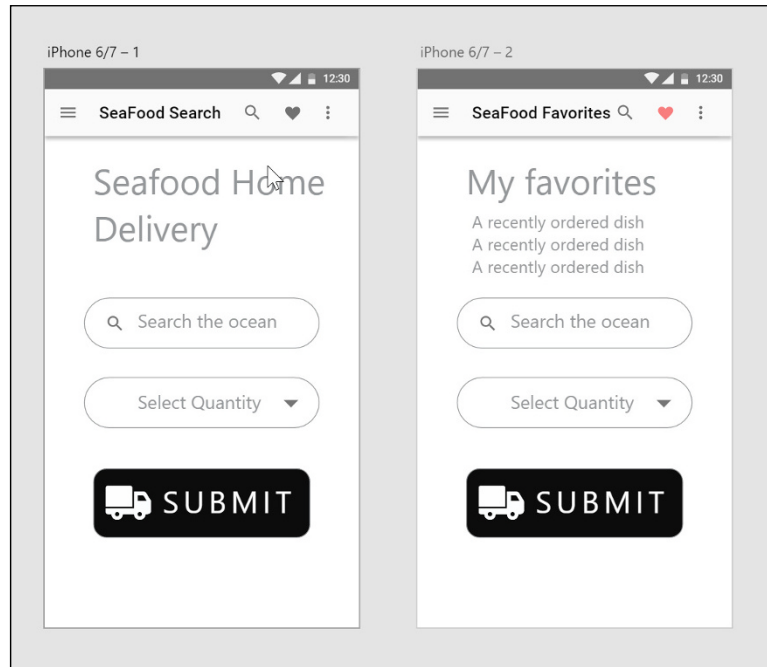 iPhone 6/7 – 1
12:30
SeaFood Search
Seafood Home
Delivery
Search the ocean
Select Quantity
SUBMIT
iPhone 6/7 – 2
12:30
SeaFood Favorites
My favorites
A recently ordered dish
A recently ordered dish
A recently ordered dish
Search the ocean
Select Quantity
SUBMIT